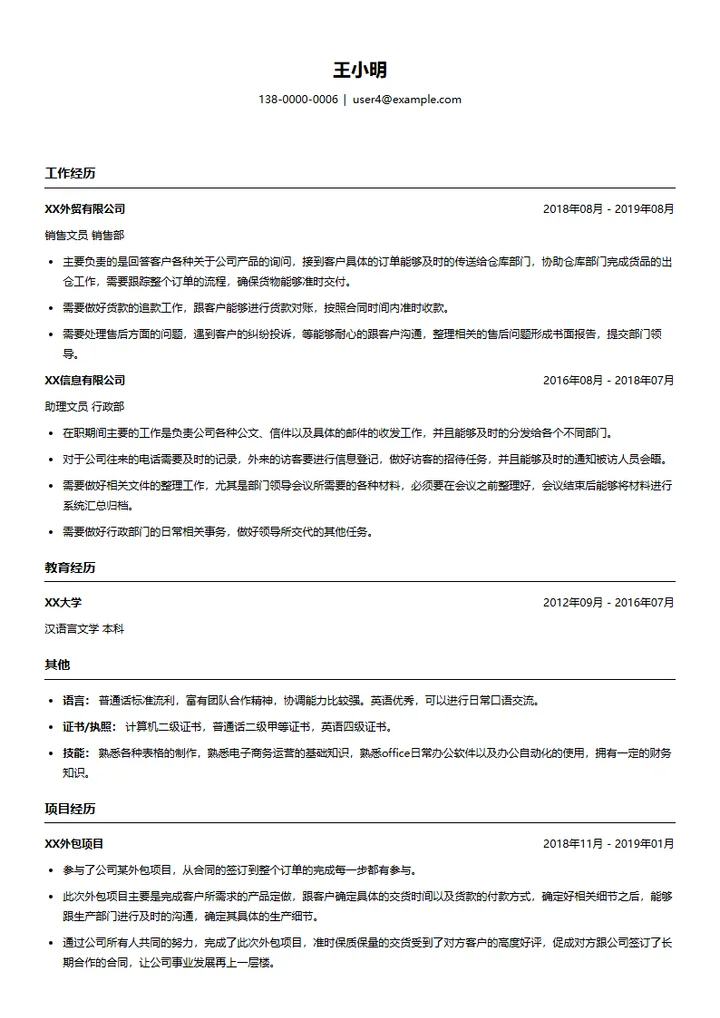 王小明
138-0000-0006 | user4@example.com
工作经历
XX外贸有限公司 2018年08月 - 2019年08月
销售文员 销售部
• 主要负责的是回答客户各种关于公司产品的询问，接到客户具体的订单能够及时的传送给仓库部门，协助仓库部门完成货品的出
仓工作，需要跟踪整个订单的流程，确保货物能够准时交付。
• 需要做好货款的追款工作，跟客户能够进行货款对账，按照合同时间内准时收款。
• 需要处理售后方面的问题，遇到客户的纠纷投诉，等能够耐心的跟客户沟通，整理相关的售后问题形成书面报告，提交部门领
导。
XX信息有限公司 2016年08月 - 2018年07月
助理文员 行政部
• 在职期间主要的工作是负责公司各种公文、信件以及具体的邮件的收发工作，并且能够及时的分发给各个不同部门。
• 对于公司往来的电话需要及时的记录，外来的访客要进行信息登记，做好访客的招待任务，并且能够及时的通知被访人员会晤。
• 需要做好相关文件的整理工作，尤其是部门领导会议所需要的各种材料，必须要在会议之前整理好，会议结束后能够将材料进行
系统汇总归档。
• 需要做好行政部门的日常相关事务，做好领导所交代的其他任务。
教育经历
XX大学 2012年09月 - 2016年07月
汉语言文学 本科
其他
• 语言： 普通话标准流利，富有团队合作精神，协调能力比较强。英语优秀，可以进行日常口语交流。
• 证书/执照： 计算机二级证书，普通话二级甲等证书，英语四级证书。
• 技能： 熟悉各种表格的制作，熟悉电子商务运营的基础知识，熟悉office日常办公软件以及办公自动化的使用，拥有一定的财务
知识。
项目经历
XX外包项目 2018年11月 - 2019年01月
• 参与了公司某外包项目，从合同的签订到整个订单的完成每一步都有参与。
• 此次外包项目主要是完成客户所需求的产品定做，跟客户确定具体的交货时间以及货款的付款方式，确定好相关细节之后，能够
跟生产部门进行及时的沟通，确定其具体的生产细节。
• 通过公司所有人共同的努力，完成了此次外包项目，准时保质保量的交货受到了对方客户的高度好评，促成对方跟公司签订了长
期合作的合同，让公司事业发展再上一层楼。